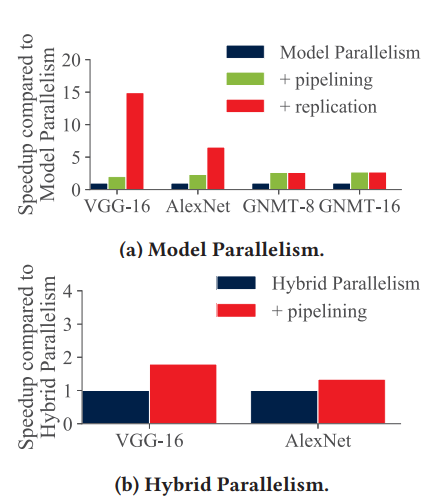 Speedup compared to
Model Parallelism
20
15
10
5
0
Model Parallelism
+ pipelining
+ replication
VGG-16 AlexNet GNMT-8 GNMT-16
(a) Model Parallelism.
Speedup compared to
Hybrid Parallelism
4
3
2
1
0
Hybrid Parallelism
+ pipelining
VGG-16 AlexNet
(b) Hybrid Parallelism.